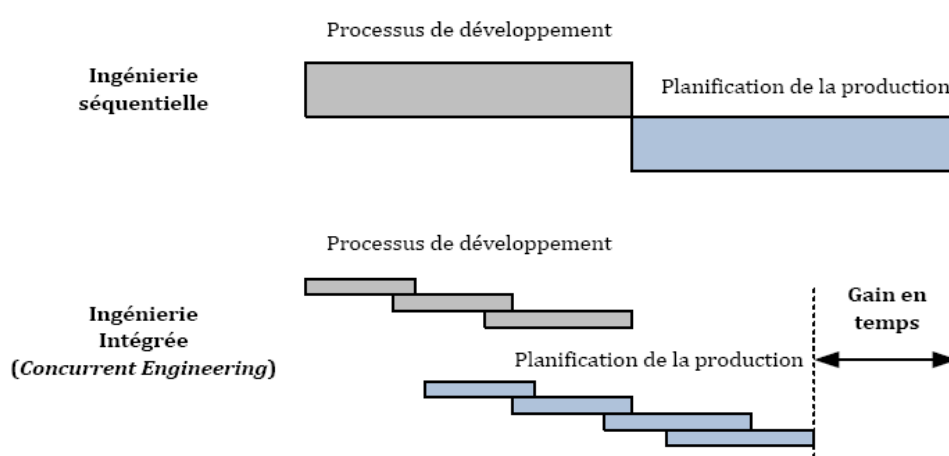 Processus de développement
Ingénierie
séquentielle
Planification de la production
Processus de développement
Ingénierie
Intégrée
(Concurrent Engineering)
Gain en
temps
Planification de la production